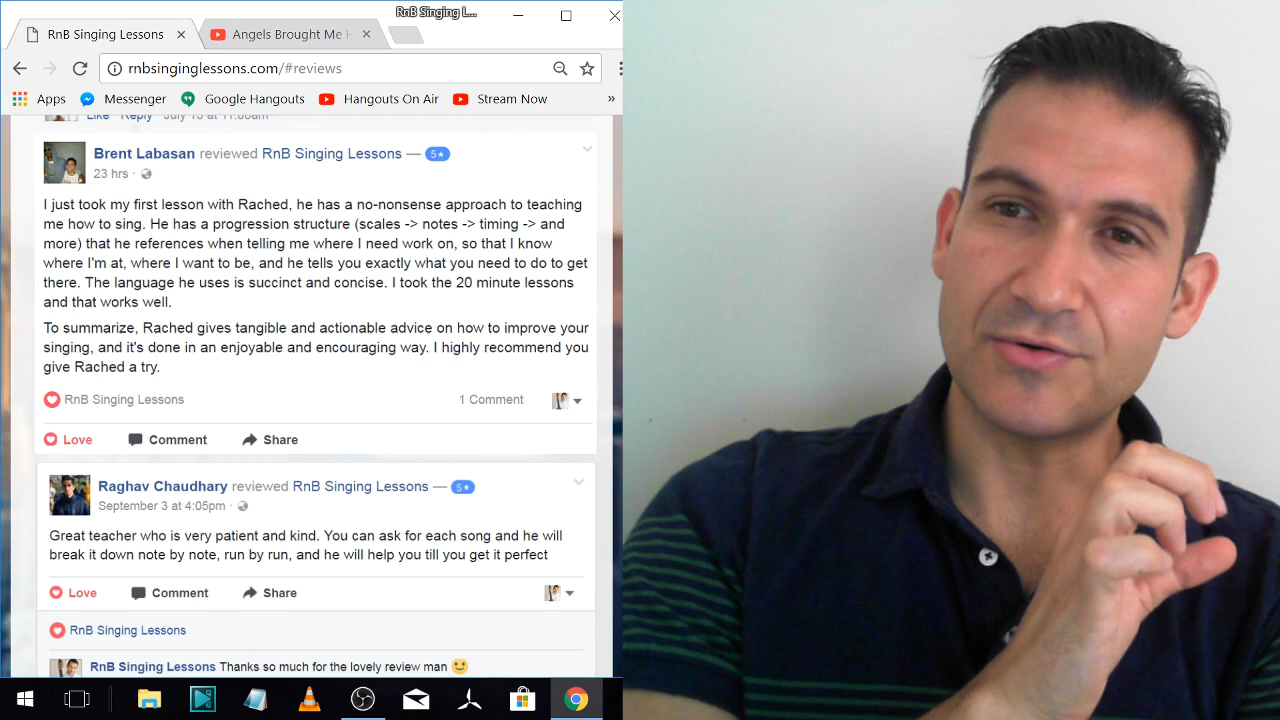 RnB Singing L...
RnB Singing Lessons
Angels Brought Me
rnbsinginglessons.com/#reviews
Apps Messenger Google Hangouts Hangouts On Air Stream Now »
Like Reply July 15 at 11:08am
Brent Labasan reviewed RnB Singing Lessons — 5★
23 hrs ·
I just took my first lesson with Rached, he has a no-nonsense approach to teaching
me how to sing. He has a progression structure (scales -> notes -> timing -> and
more) that he references when telling me where I need work on, so that I know
where I'm at, where I want to be, and he tells you exactly what you need to do to get
there. The language he uses is succinct and concise. I took the 20 minute lessons
and that works well.
To summarize, Rached gives tangible and actionable advice on how to improve your
singing, and it's done in an enjoyable and encouraging way. I highly recommend you
give Rached a try.
RnB Singing Lessons 1 Comment
Love Comment Share
Raghav Chaudhary reviewed RnB Singing Lessons — 5★
September 3 at 4:05pm ·
Great teacher who is very patient and kind. You can ask for each song and he will
break it down note by note, run by run, and he will help you till you get it perfect
Love Comment Share
RnB Singing Lessons
RnB Singing Lessons Thanks so much for the lovely review man